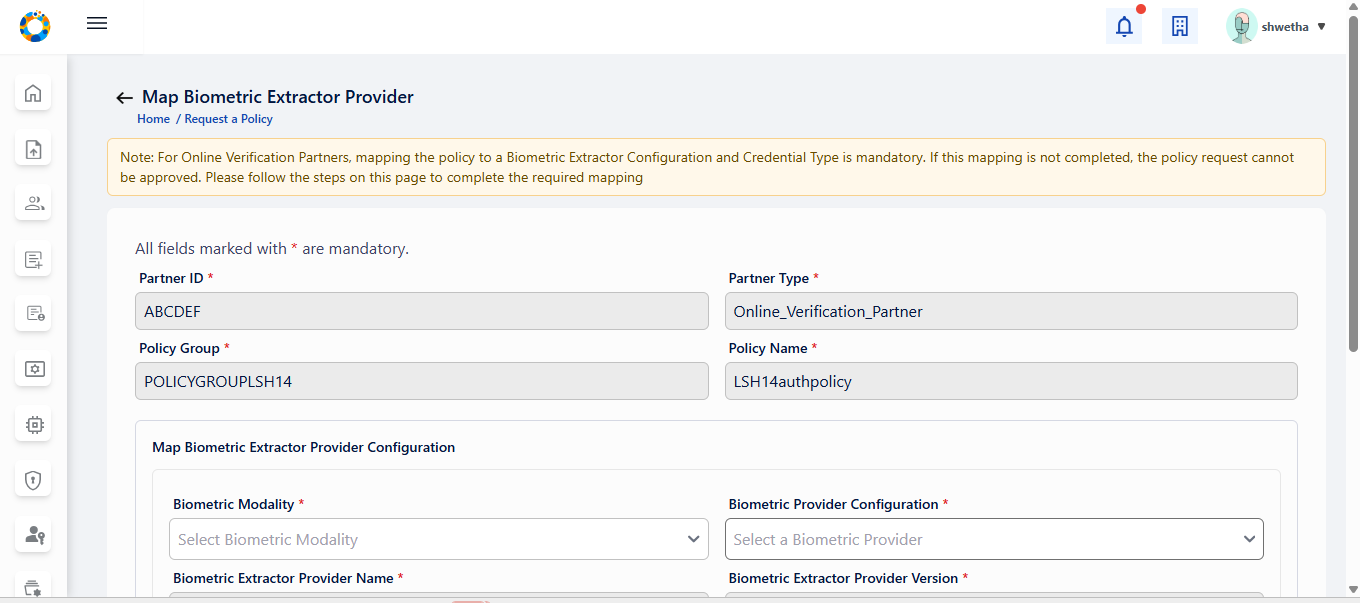 shwetha ▼
Map Biometric Extractor Provider
Home / Request a Policy
Note: For Online Verification Partners, mapping the policy to a Biometric Extractor Configuration and Credential Type is mandatory. If this mapping is not completed, the policy request cannot
be approved. Please follow the steps on this page to complete the required mapping
All fields marked with * are mandatory.
Partner ID * Partner Type *
ABCDEF Online_Verification_Partner
Policy Group * Policy Name *
POLICYGROUPLSH14 LSH14authpolicy
Map Biometric Extractor Provider Configuration
Biometric Modality * Biometric Provider Configuration *
Select Biometric Modality Select a Biometric Provider
Biometric Extractor Provider Name * Biometric Extractor Provider Version *